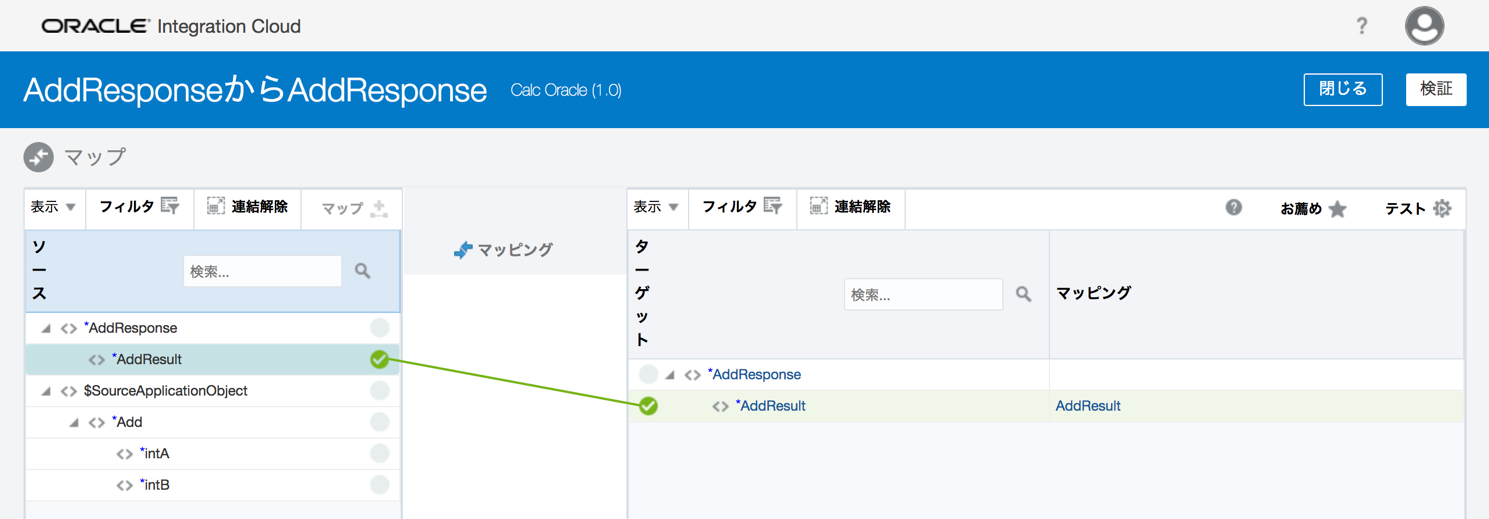 ORACLE Integration Cloud
?
AddResponseからAddResponse Calc Oracle (1.0) 閉じる 検証
マップ
表示 フィルタ 連結解除 マップ
ソース 検索...
*AddResponse
*AddResult
$SourceApplicationObject
*Add
*intA
*intB
マッピング
表示 フィルタ 連結解除 ? お薦め テスト
ターゲット 検索... マッピング
*AddResponse
*AddResult AddResult